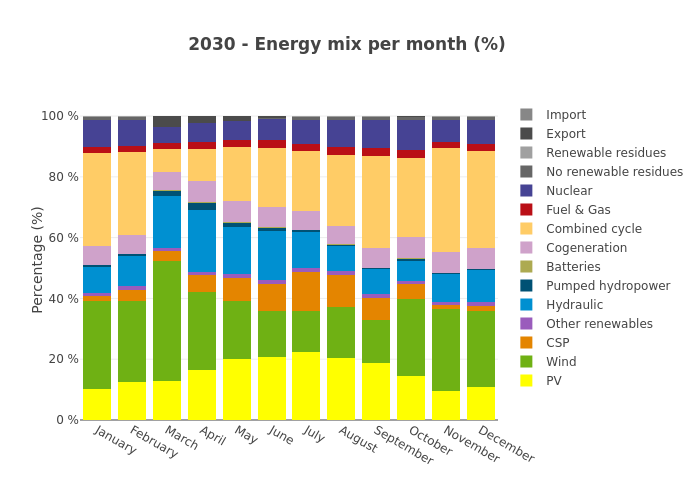 2030 - Energy mix per month (%)
Percentage (%)
100 %
80 %
60 %
40 %
20 %
0 %
January
February
March
April
May
June
July
August
September
October
November
December
Import
Export
Renewable residues
No renewable residues
Nuclear
Fuel & Gas
Combined cycle
Cogeneration
Batteries
Pumped hydropower
Hydraulic
Other renewables
CSP
Wind
PV